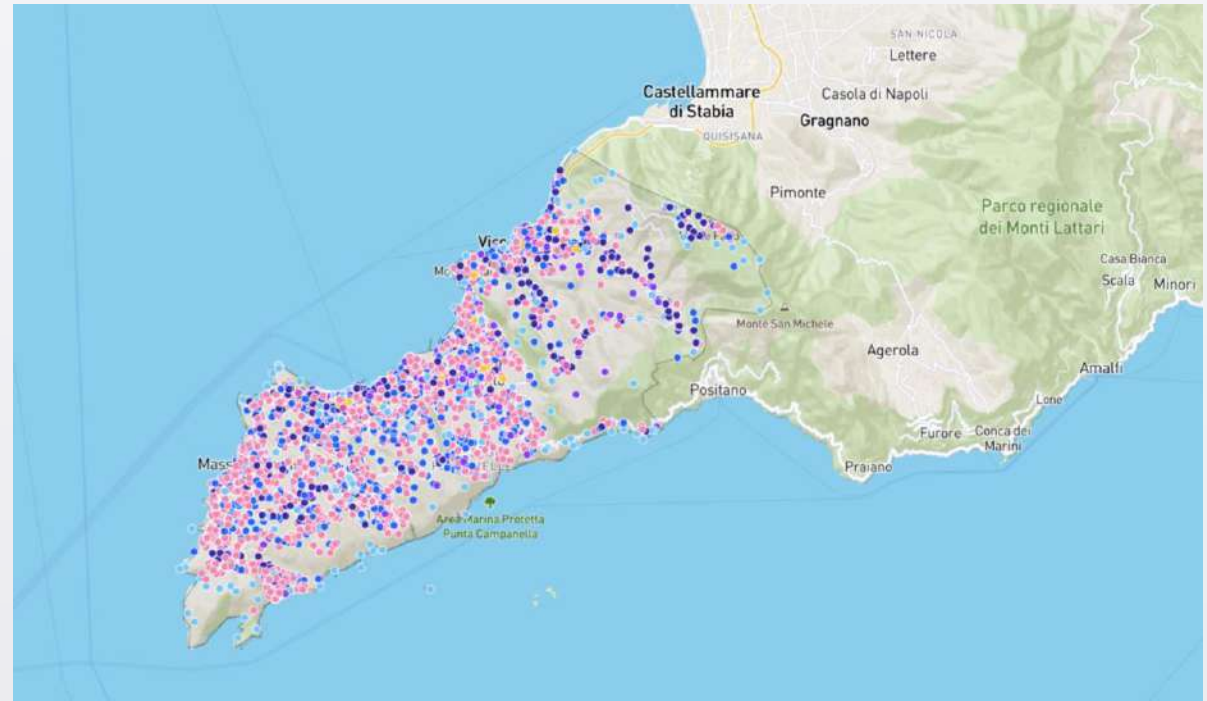 SAN NICOLA
Lettere
Castellammare
di Stabia
Casola di Napoli
Gragnano
QUISISANA
Pimonte
Parco regionale
dei Monti Lattari
Casa Bianca
Scala
Minori
Monte San Michele
Agerola
Amalfi
Positano
Lone
Furore
Conca dei
Marini
Praiano
Area Marina Protetta
Punta Campanella